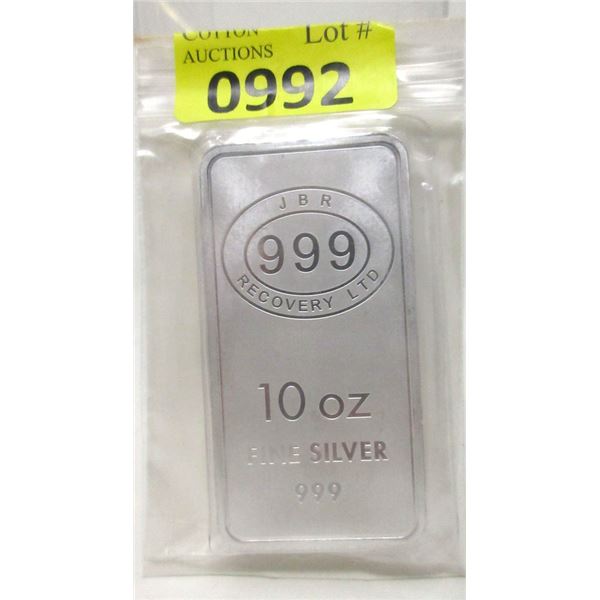 COTTON Lot #
AUCTIONS
0992
JBR
999
RECOVERY LTD
10 oz
FINE SILVER
999